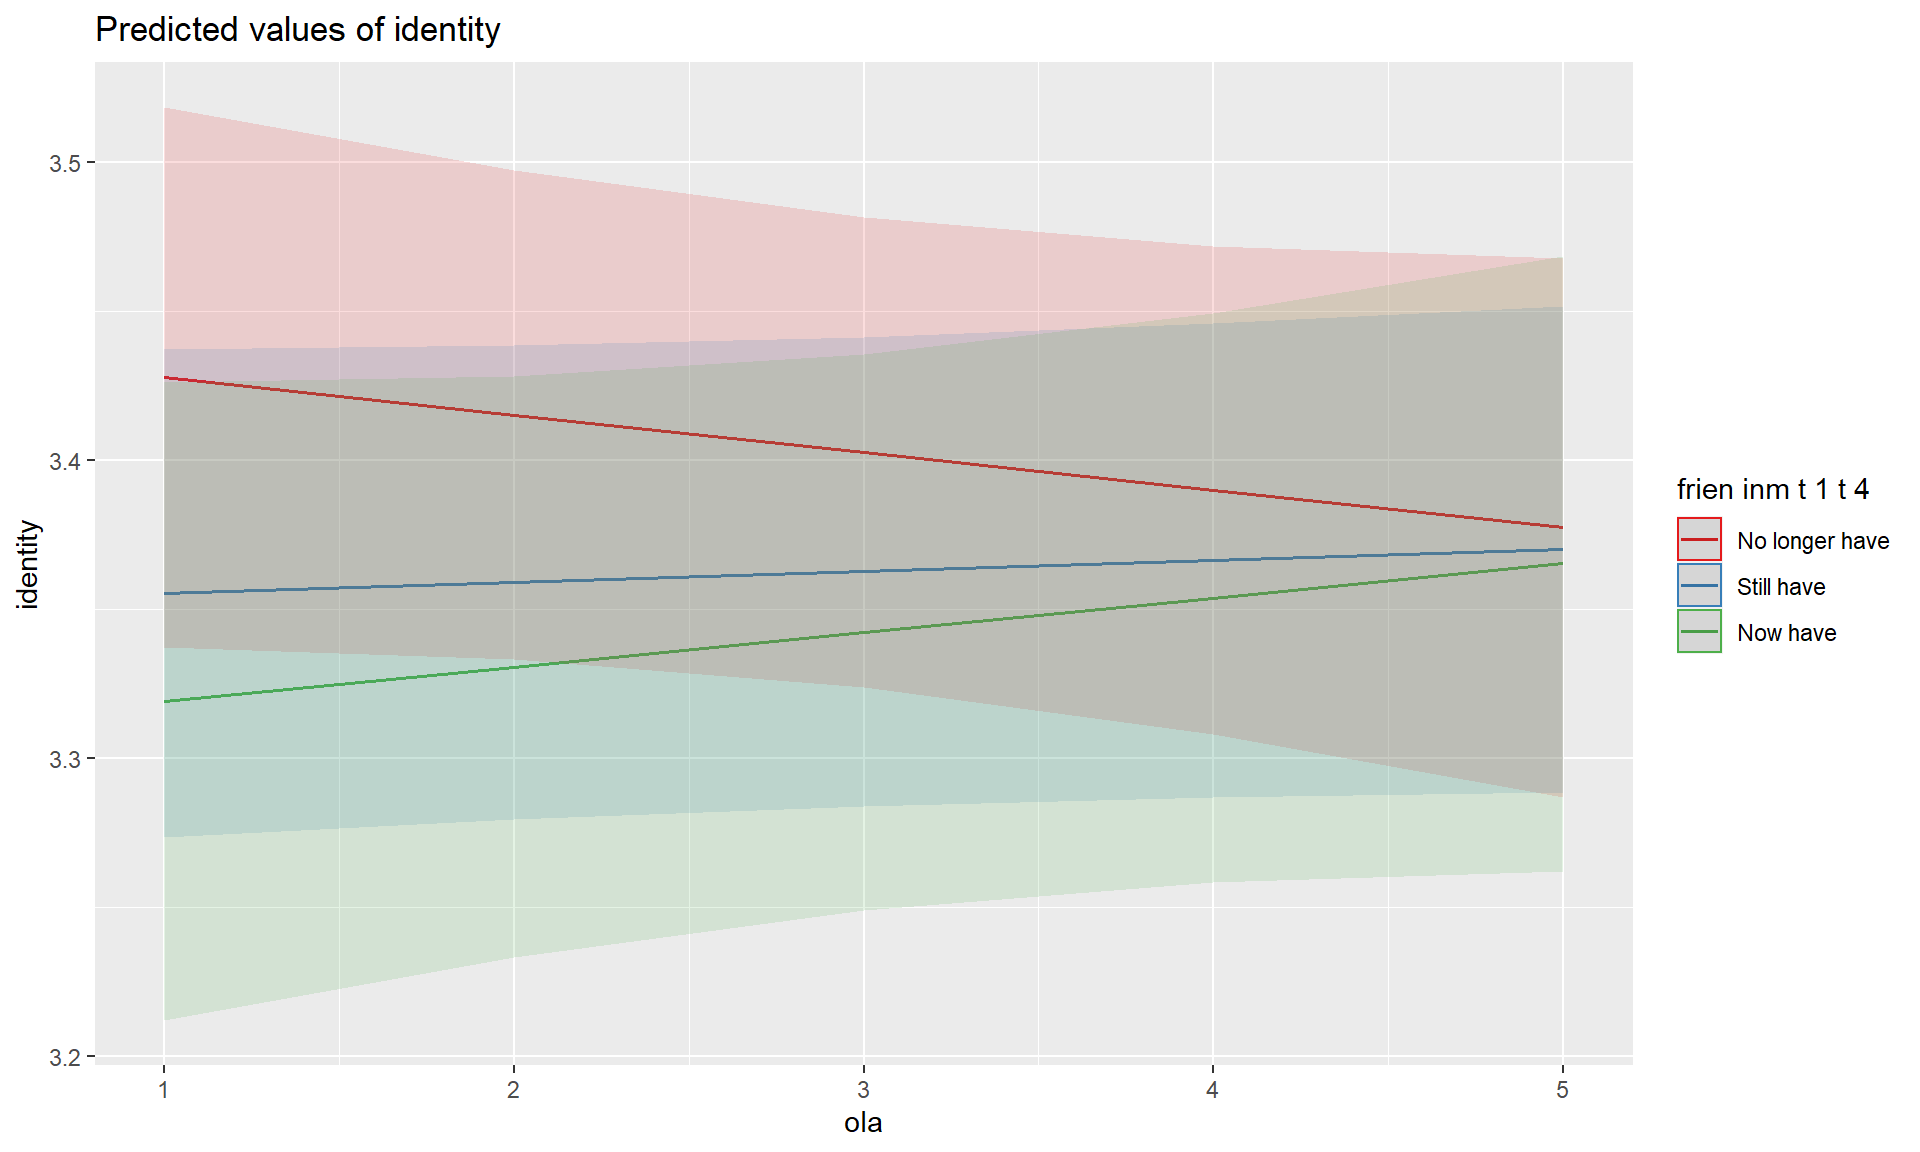 Predicted values of identity
identity
3.5
3.4
3.3
3.2
1 2 3 4 5
ola
frien inm t 1 t 4
No longer have
Still have
Now have